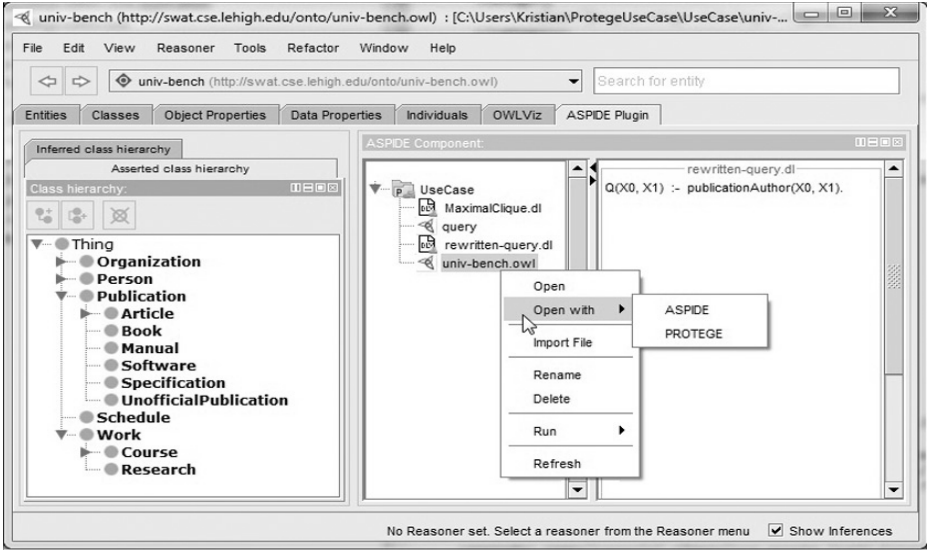 univ-bench (http://swat.cse.lehigh.edu/onto/univ-bench.owl) : [C:\Users\Kristian\ProtegeUseCase\UseCase\univ-...
File Edit View Reasoner Tools Refactor Window Help
univ-bench (http://swat.cse.lehigh.edu/onto/univ-bench.owl)
Search for entity
Entities Classes Object Properties Data Properties Individuals OWLViz ASPIDE Plugin
Inferred class hierarchy
Asserted class hierarchy
Class hierarchy:
Thing
Organization
Person
Publication
Article
Book
Manual
Software
Specification
UnofficialPublication
Schedule
Work
Course
Research
ASPIDE Component:
UseCase
MaximalClique.dl
query
rewritten-query.dl
univ-bench.owl
Open
Open with
Import File
Rename
Delete
Run
Refresh
ASPIDE
PROTEGE
rewritten-query.dl
Q(X0, X1) :- publicationAuthor(X0, X1).
No Reasoner set. Select a reasoner from the Reasoner menu
Show Inferences